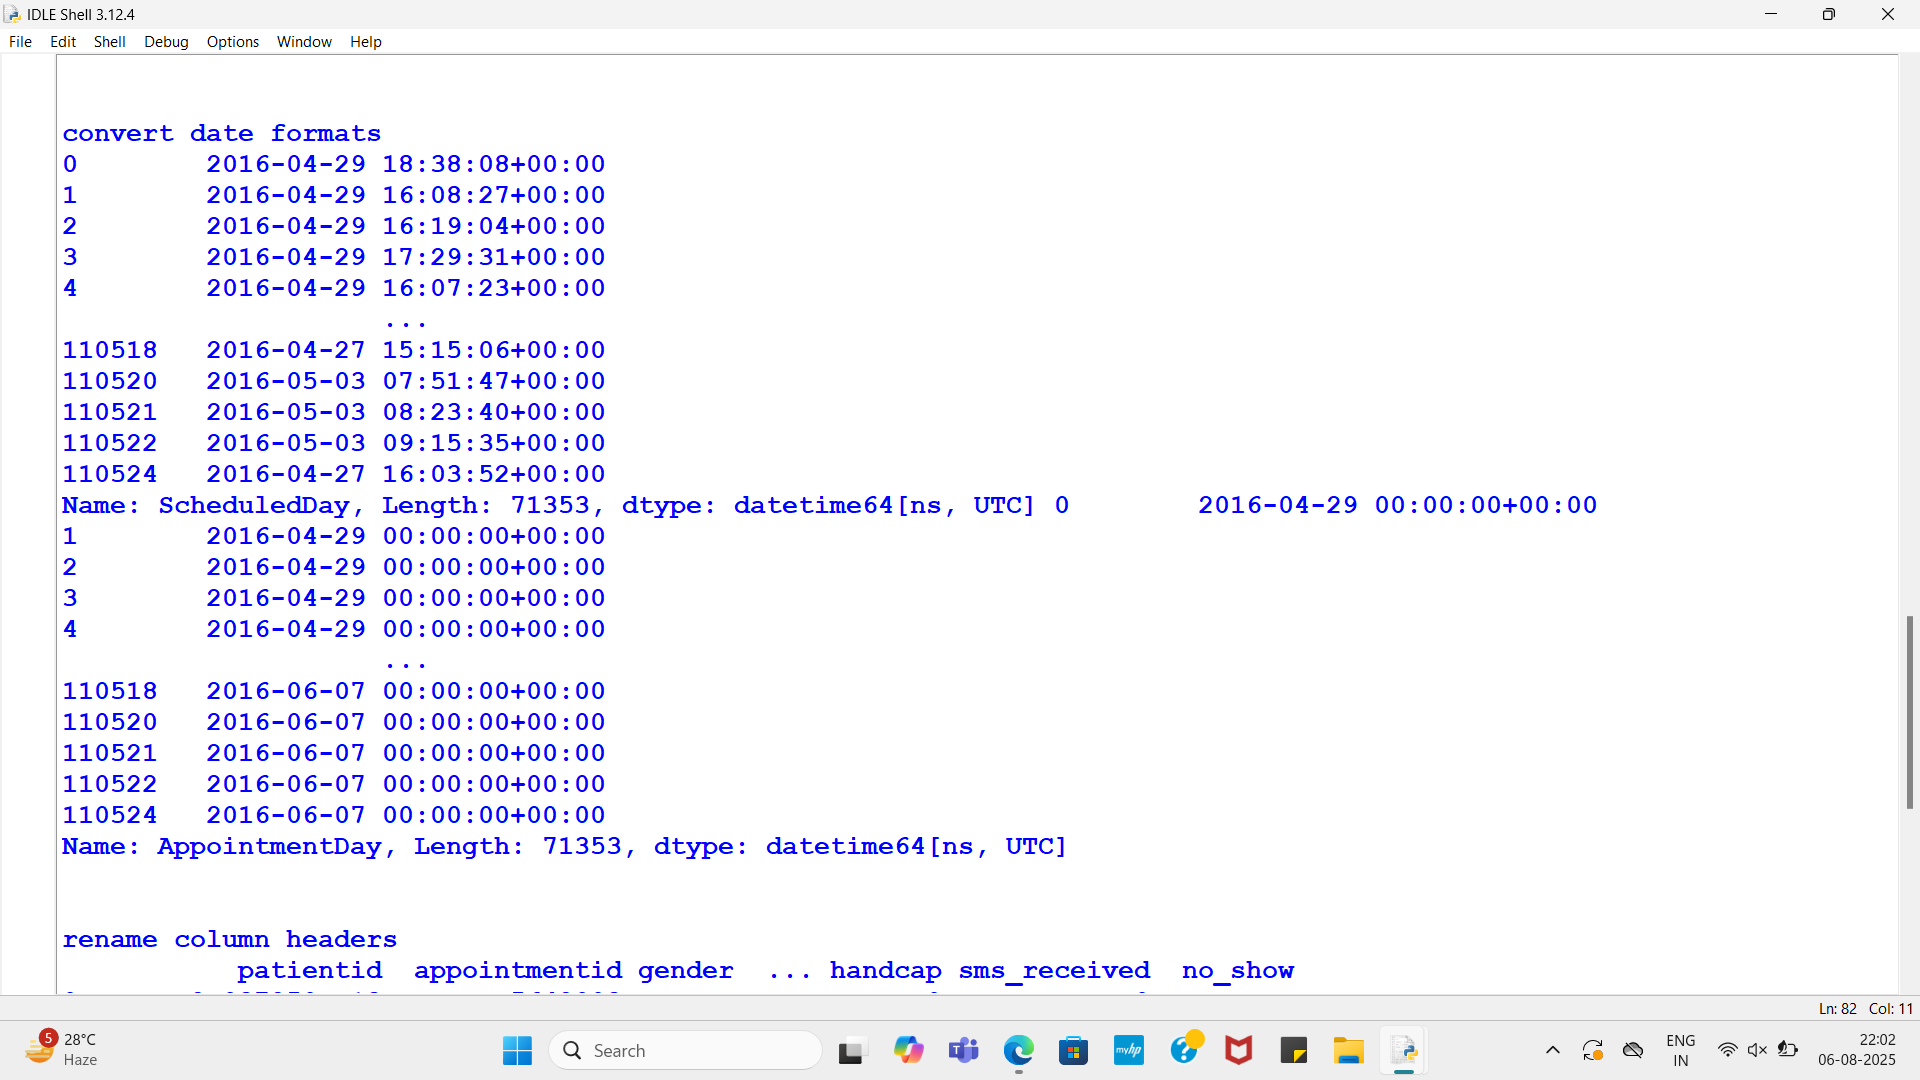 IDLE Shell 3.12.4
File Edit Shell Debug Options Window Help
convert date formats
0 2016-04-29 18:38:08+00:00
1 2016-04-29 16:08:27+00:00
2 2016-04-29 16:19:04+00:00
3 2016-04-29 17:29:31+00:00
4 2016-04-29 16:07:23+00:00
...
110518 2016-04-27 15:15:06+00:00
110520 2016-05-03 07:51:47+00:00
110521 2016-05-03 08:23:40+00:00
110522 2016-05-03 09:15:35+00:00
110524 2016-04-27 16:03:52+00:00
Name: ScheduledDay, Length: 71353, dtype: datetime64[ns, UTC] 0 2016-04-29 00:00:00+00:00
1 2016-04-29 00:00:00+00:00
2 2016-04-29 00:00:00+00:00
3 2016-04-29 00:00:00+00:00
4 2016-04-29 00:00:00+00:00
...
110518 2016-06-07 00:00:00+00:00
110520 2016-06-07 00:00:00+00:00
110521 2016-06-07 00:00:00+00:00
110522 2016-06-07 00:00:00+00:00
110524 2016-06-07 00:00:00+00:00
Name: AppointmentDay, Length: 71353, dtype: datetime64[ns, UTC]
rename column headers
patientid appointmentid gender ... handcap sms_received no_show
Ln: 82 Col: 11
5
28°C
Haze
Search
myhp
ENG
IN
22:02
06-08-2025